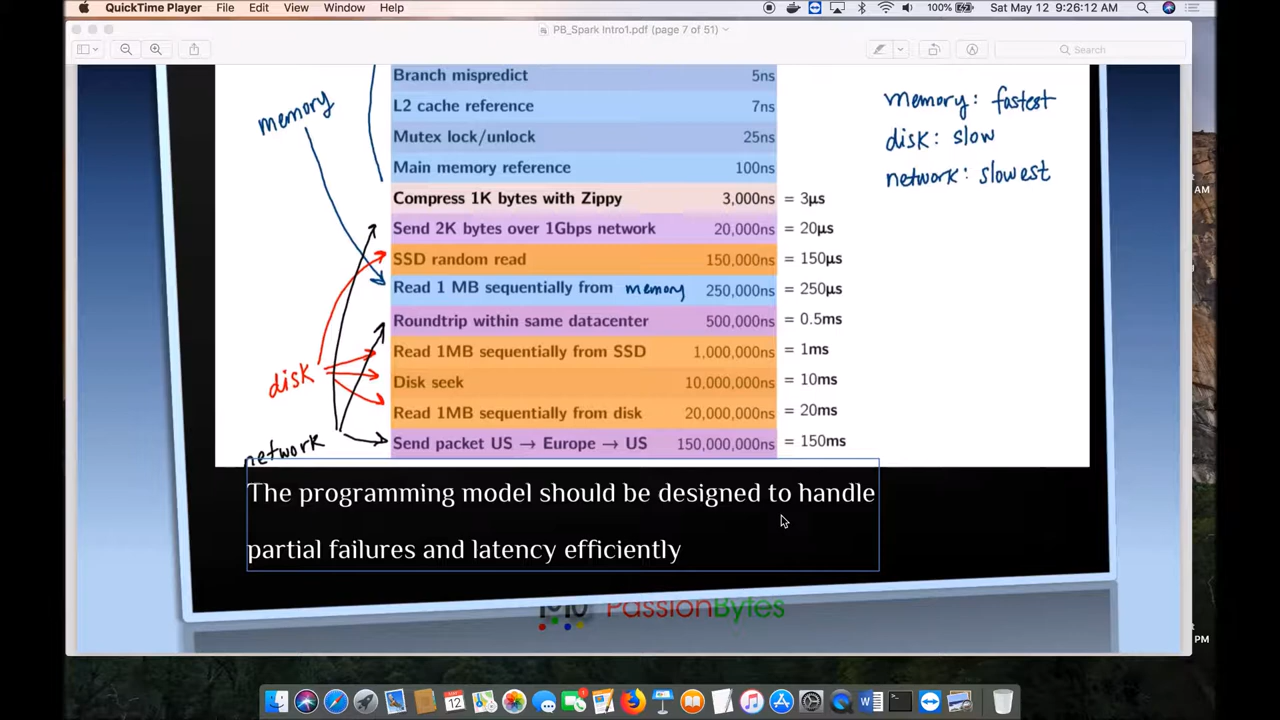 QuickTime Player File Edit View Window Help 100% Sat May 12 9:26:12 AM
PB_Spark Intro1.pdf (page 7 of 51)
Search
Branch mispredict 5ns
L2 cache reference 7ns
Mutex lock/unlock 25ns
Main memory reference 100ns
Compress 1K bytes with Zippy 3,000ns = 3µs
Send 2K bytes over 1Gbps network 20,000ns = 20µs
SSD random read 150,000ns = 150µs
Read 1 MB sequentially from memory 250,000ns = 250µs
Roundtrip within same datacenter 500,000ns = 0.5ms
Read 1MB sequentially from SSD 1,000,000ns = 1ms
Disk seek 10,000,000ns = 10ms
Read 1MB sequentially from disk 20,000,000ns = 20ms
Send packet US → Europe → US 150,000,000ns = 150ms
memory
disk
network
memory: fastest
disk: slow
network: slowest
The programming model should be designed to handle
partial failures and latency efficiently
PassionBytes
AM
PM
12